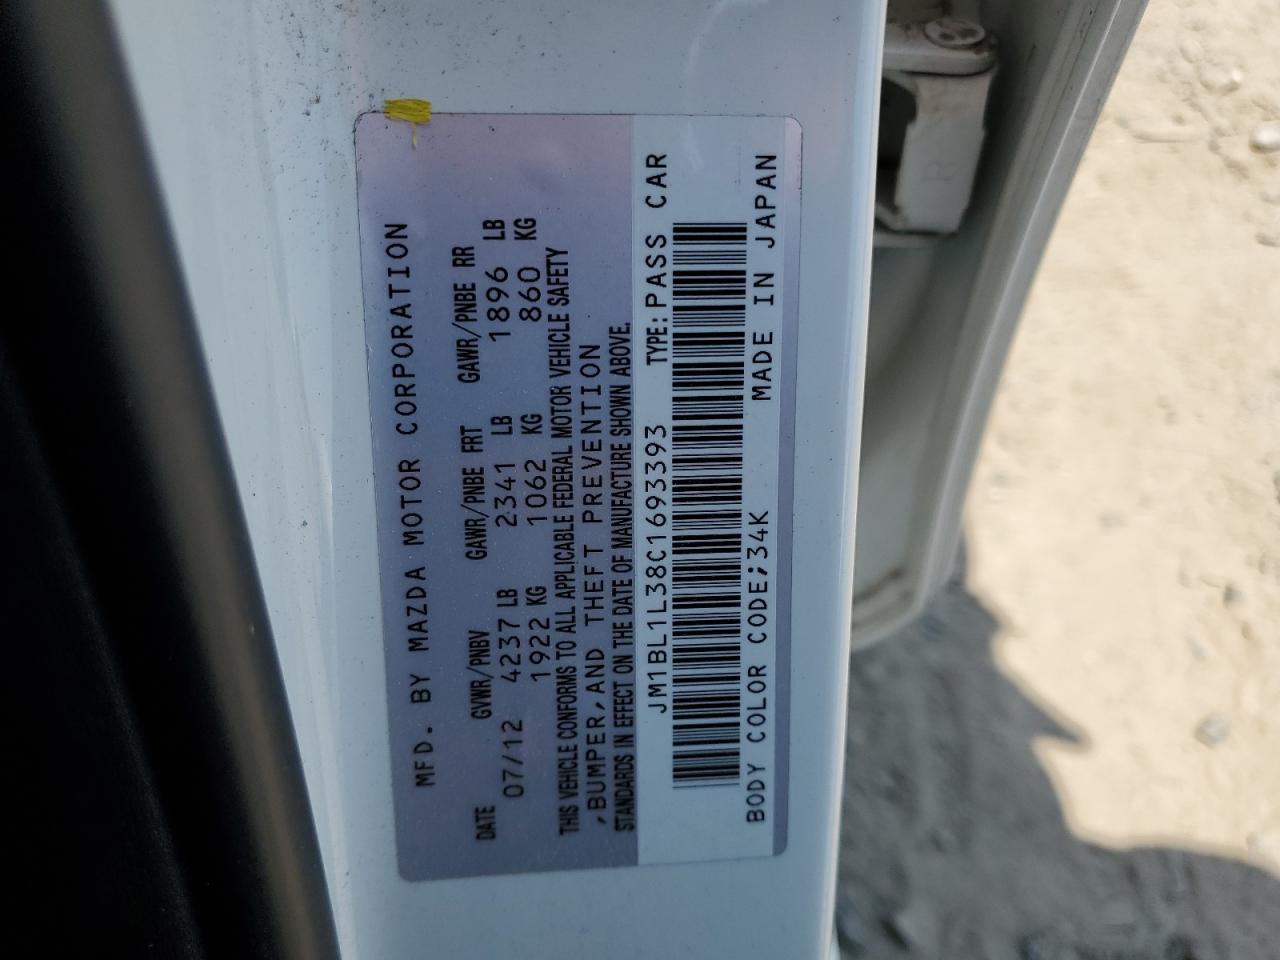 MFD. BY MAZDA MOTOR CORPORATION
DATE GVWR/PNBV GAWR/PNBE FRT GAWR/PNBE RR
07/12 4237 LB 2341 LB 1896 LB
1922 KG 1062 KG 860 KG
THIS VEHICLE CONFORMS TO ALL APPLICABLE FEDERAL MOTOR VEHICLE SAFETY
,BUMPER,AND THEFT PREVENTION
STANDARDS IN EFFECT ON THE DATE OF MANUFACTURE SHOWN ABOVE.
JM1BL1L38C1693393 TYPE: PASS CAR
BODY COLOR CODE;34K MADE IN JAPAN
R